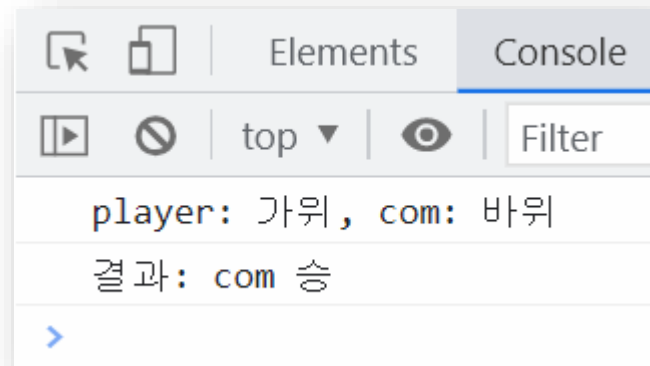 Elements Console
top Filter
player: 가위, com: 바위
결과: com 승